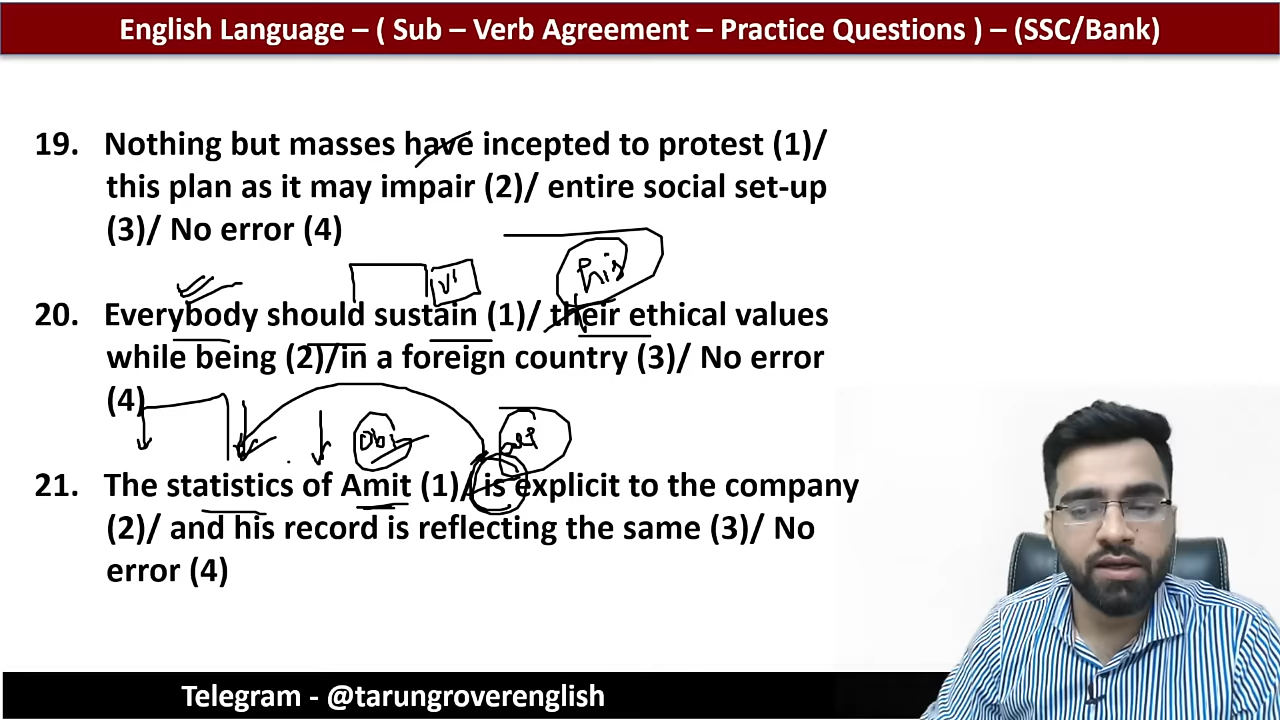 English Language – ( Sub – Verb Agreement – Practice Questions ) – (SSC/Bank)
19. Nothing but masses have incepted to protest (1)/
this plan as it may impair (2)/ entire social set-up
(3)/ No error (4)
his
V1
20. Everybody should sustain (1)/ their ethical values
while being (2)/in a foreign country (3)/ No error
(4)
Obj
are
21. The statistics of Amit (1)/ is explicit to the company
(2)/ and his record is reflecting the same (3)/ No
error (4)
Telegram - @tarungroverenglish